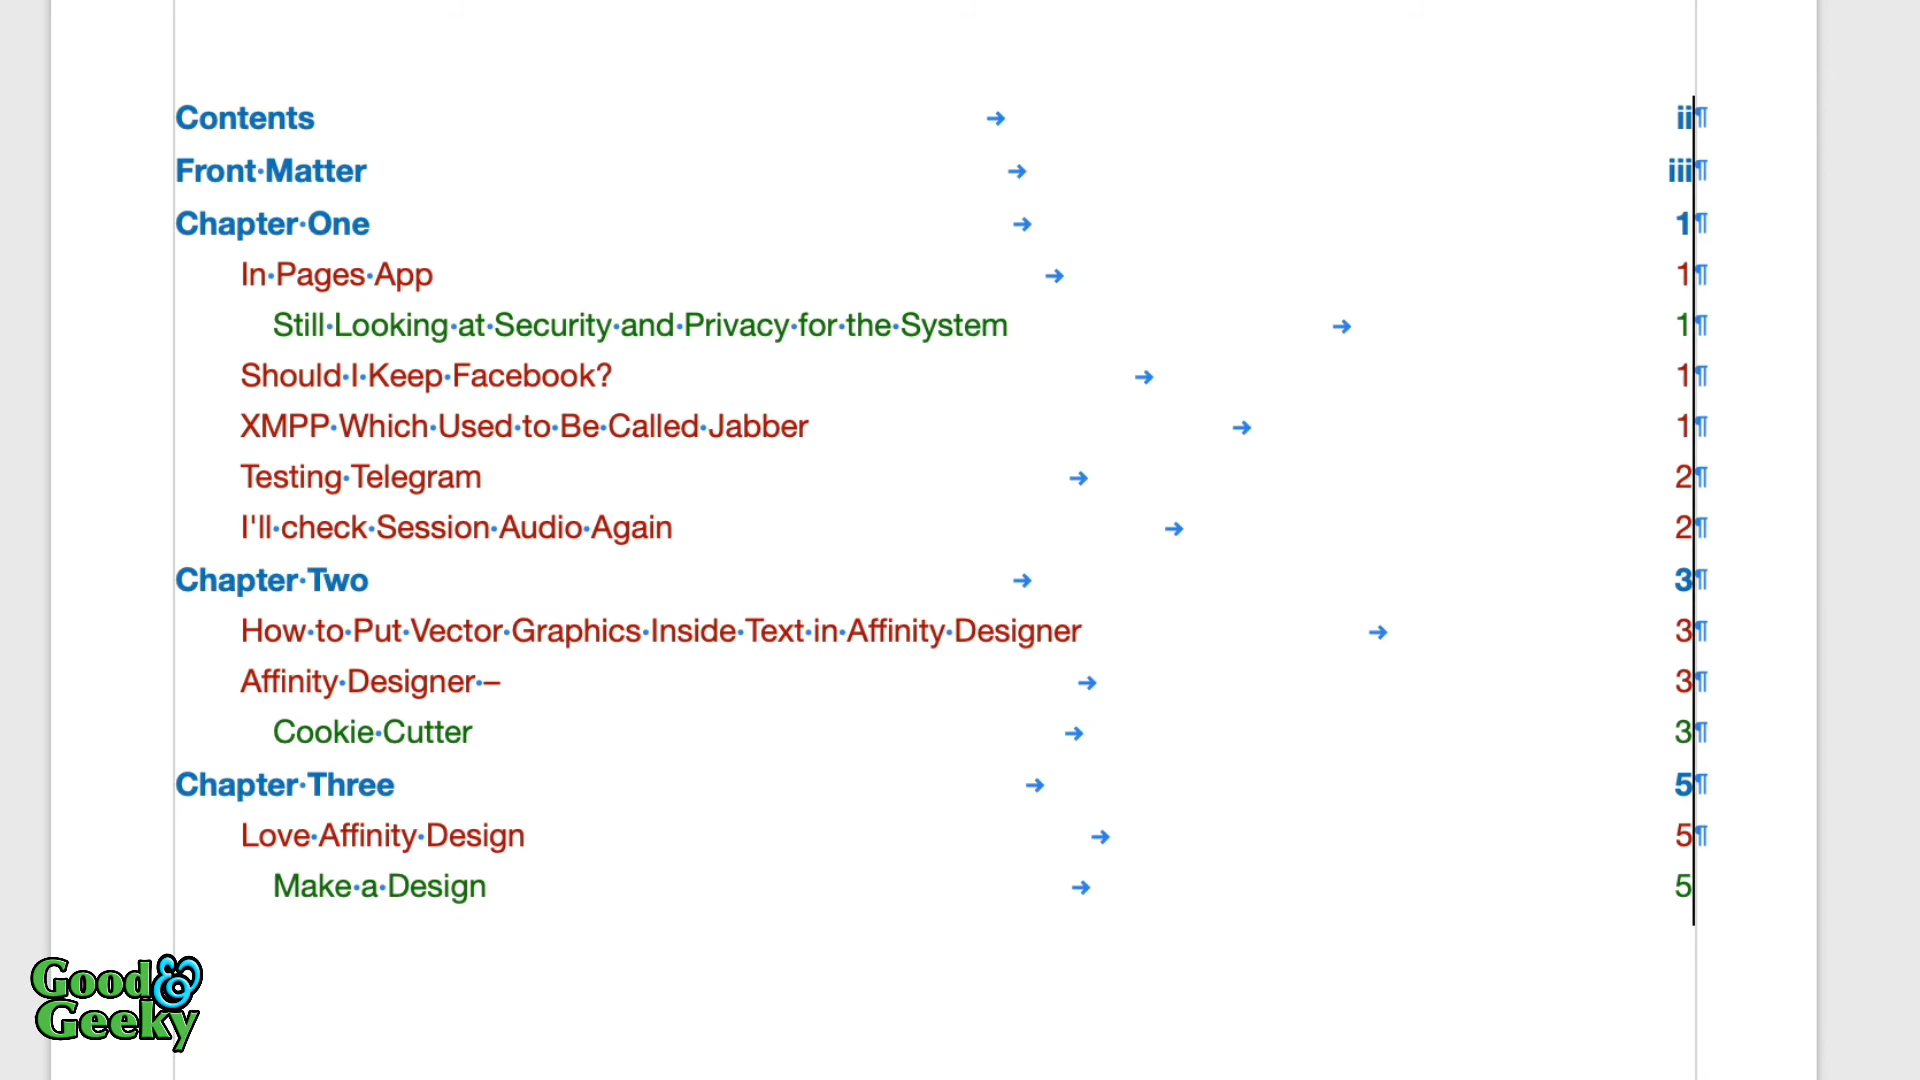 Contents → ii¶
Front·Matter → iii¶
Chapter·One → 1¶
In·Pages·App → 1¶
Still·Looking·at·Security·and·Privacy·for·the·System → 1¶
Should·I·Keep·Facebook? → 1¶
XMPP·Which·Used·to·Be·Called·Jabber → 1¶
Testing·Telegram → 2¶
I'll·check·Session·Audio·Again → 2¶
Chapter·Two → 3¶
How·to·Put·Vector·Graphics·Inside·Text·in·Affinity·Designer → 3¶
Affinity·Designer·– → 3¶
Cookie·Cutter → 3¶
Chapter·Three → 5¶
Love·Affinity·Design → 5¶
Make·a·Design → 5
Good &
Geeky